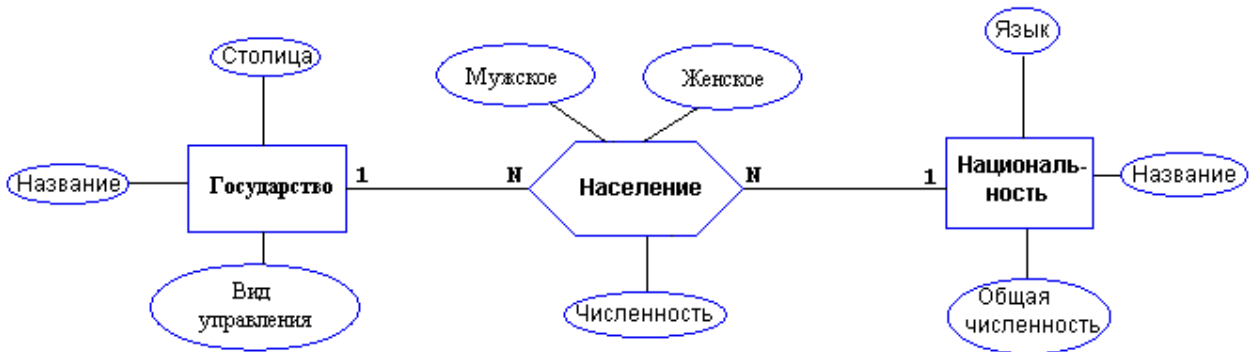 Столица
Мужское
Женское
Язык
Название
Государство
1
N
Население
N
1
Националь-
ность
Название
Вид
управления
Численность
Общая
численность